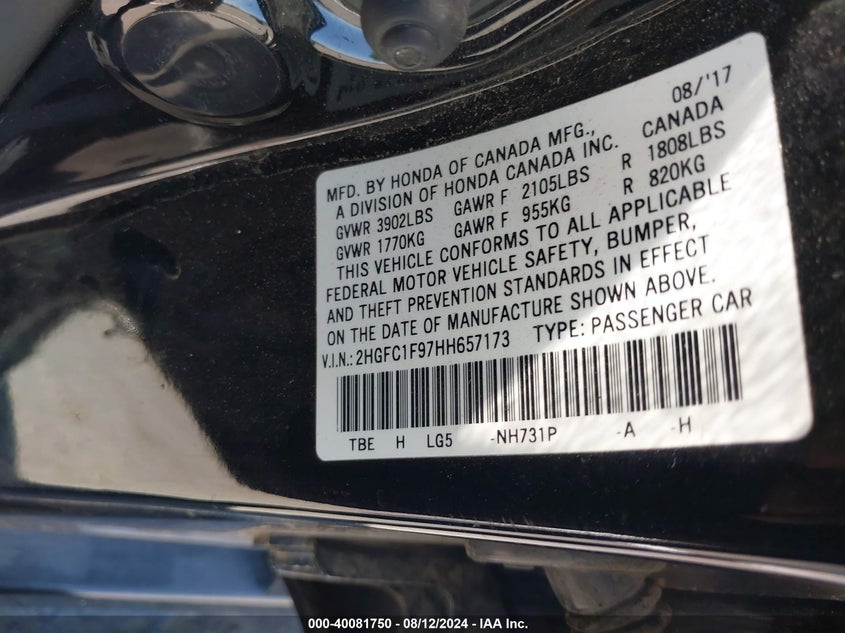 08/'17
MFD. BY HONDA OF CANADA MFG.,
A DIVISION OF HONDA CANADA INC. CANADA
GVWR 3902LBS GAWR F 2105LBS R 1808LBS
GVWR 1770KG GAWR F 955KG R 820KG
THIS VEHICLE CONFORMS TO ALL APPLICABLE
FEDERAL MOTOR VEHICLE SAFETY, BUMPER,
AND THEFT PREVENTION STANDARDS IN EFFECT
ON THE DATE OF MANUFACTURE SHOWN ABOVE.
V.I.N.: 2HGFC1F97HH657173 TYPE: PASSENGER CAR
TBE H LG5 -NH731P -A -H
000-40081750 - 08/12/2024 - IAA Inc.